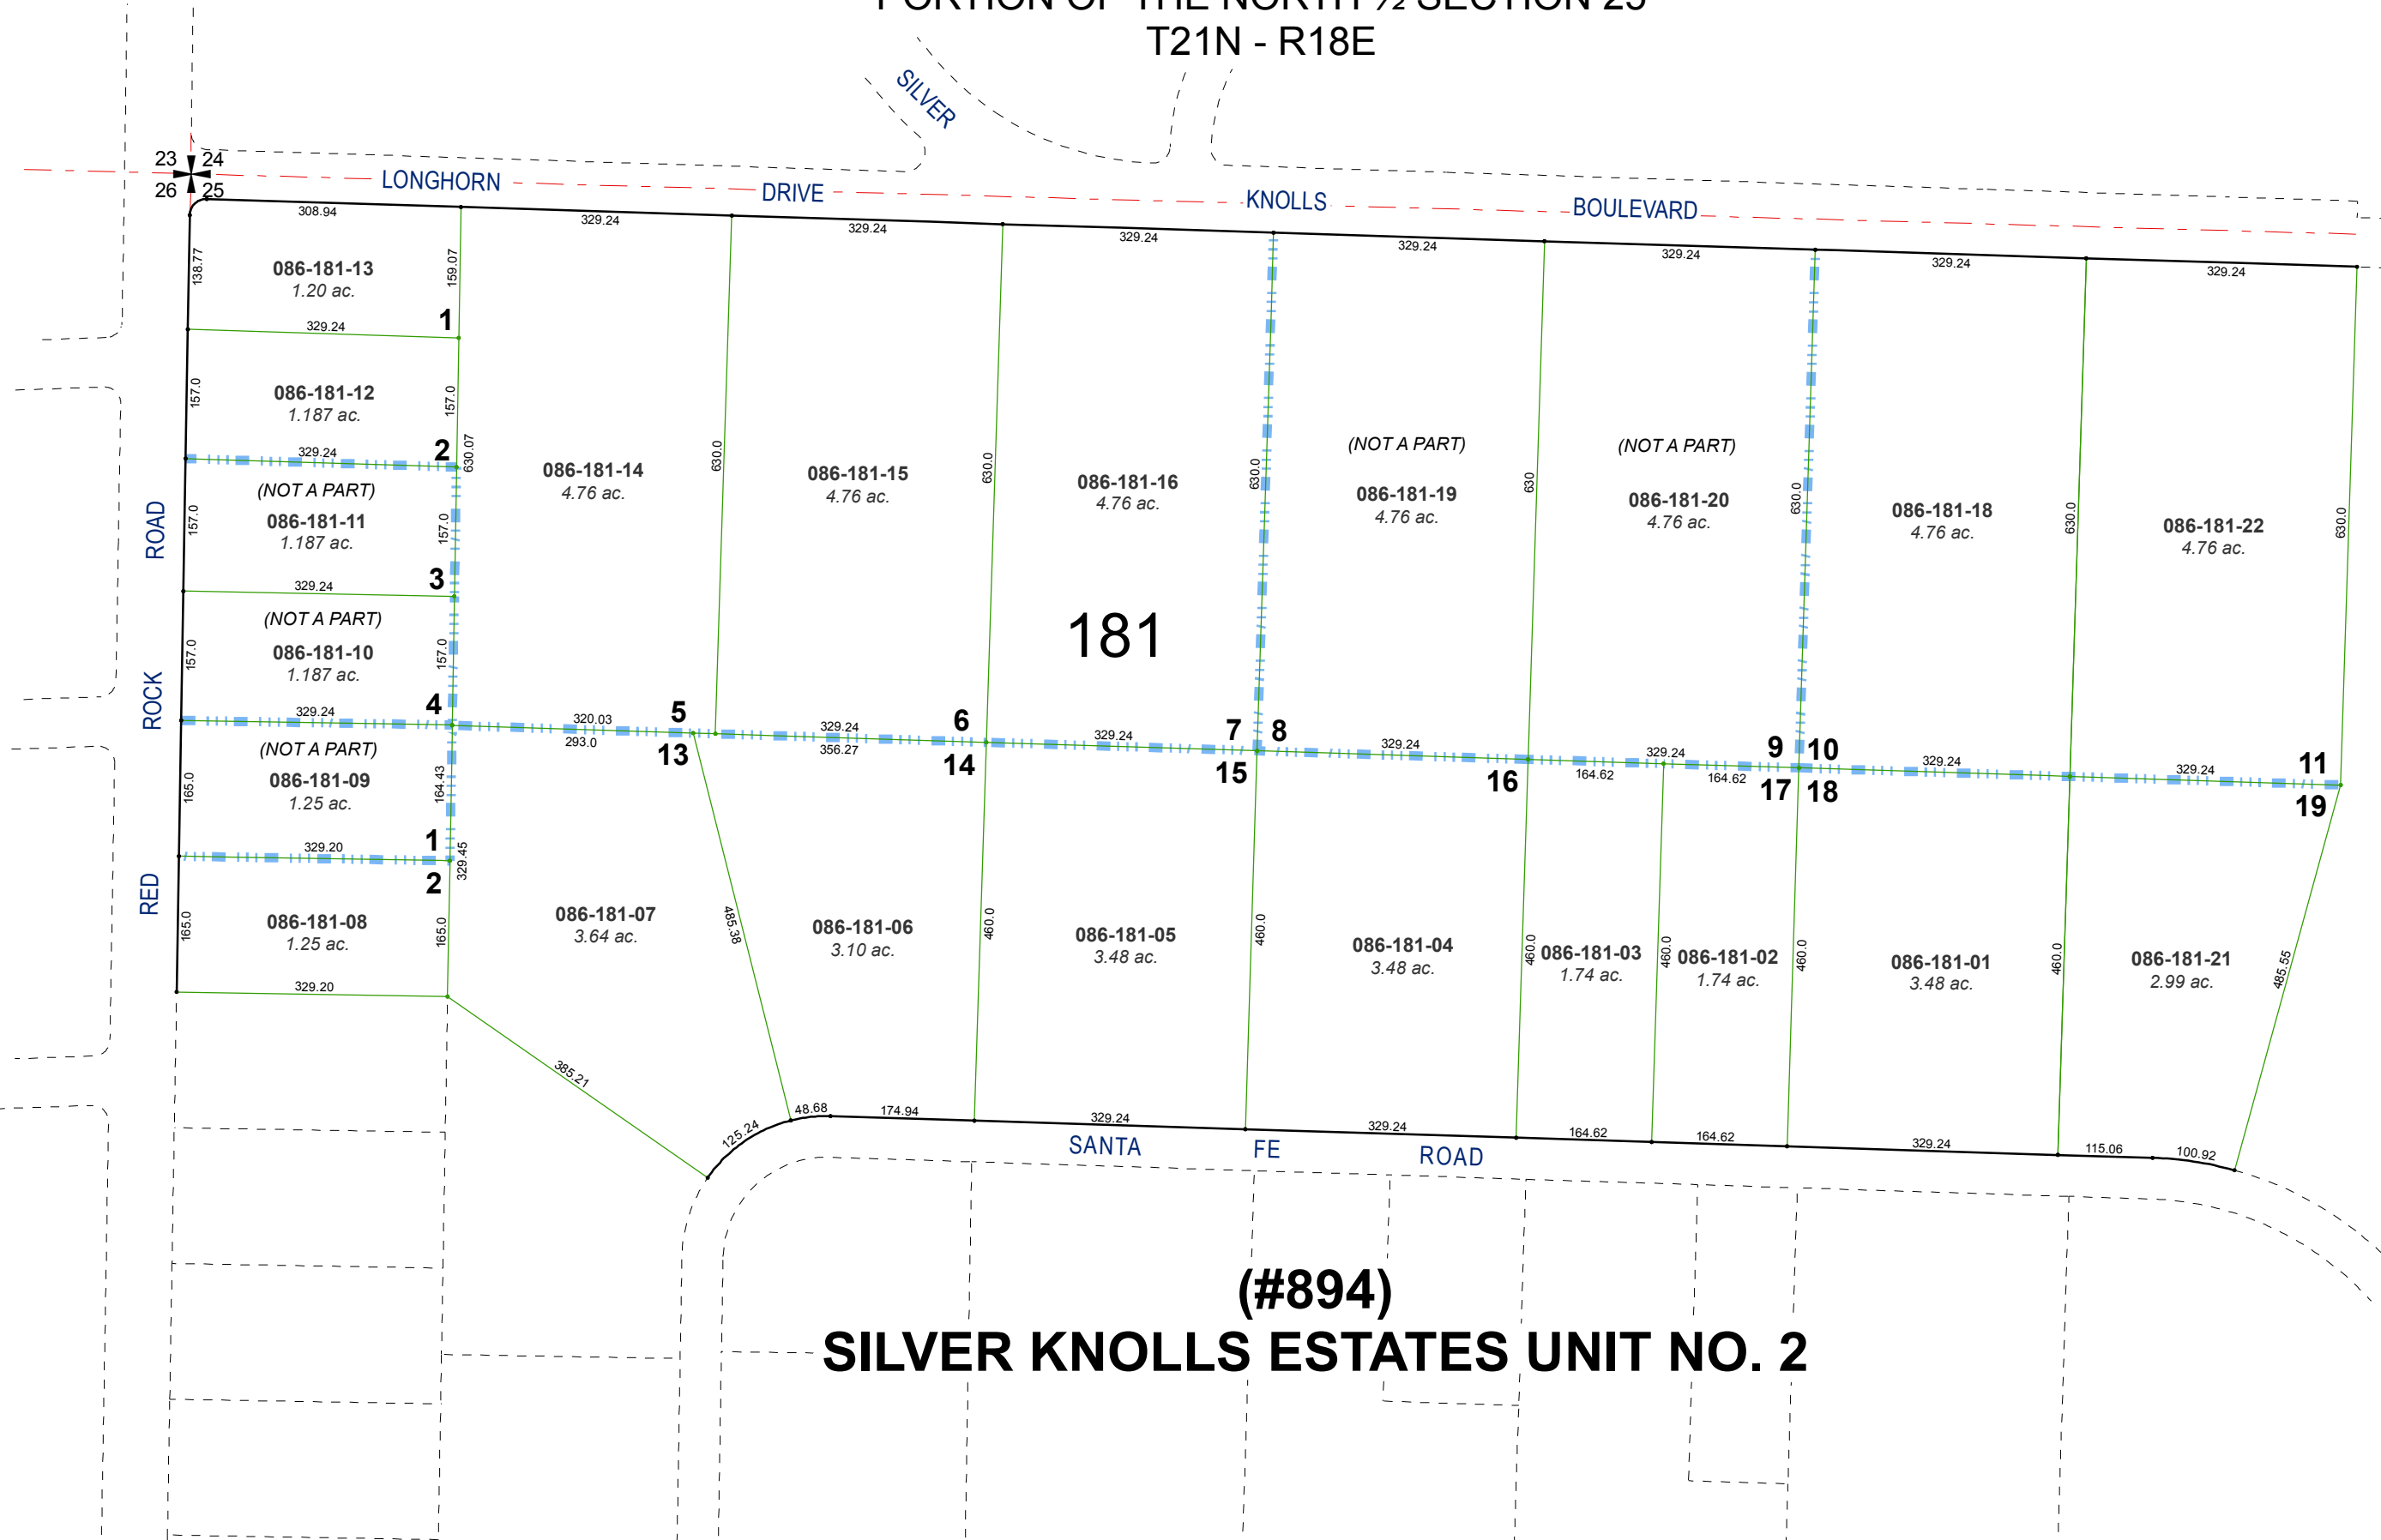 PORTION OF THE NORTH ½ SECTION 25
T21N - R18E
SILVER
23 24
26 25
LONGHORN DRIVE KNOLLS BOULEVARD
308.94 329.24 329.24 329.24 329.24 329.24 329.24 329.24
138.77
086-181-13
1.20 ac.
159.07
329.24
1
157.0
086-181-12
1.187 ac.
157.0
329.24
2
630.07
(NOT A PART)
086-181-11
1.187 ac.
157.0
157.0
329.24
3
(NOT A PART)
086-181-10
1.187 ac.
157.0
157.0
329.24
4
(NOT A PART)
086-181-09
1.25 ac.
165.0
164.43
329.20
1
2
329.45
086-181-08
1.25 ac.
165.0
165.0
329.20
ROAD
ROCK
RED
086-181-14
4.76 ac.
630.0
086-181-15
4.76 ac.
630.0
086-181-16
4.76 ac.
630.0
(NOT A PART)
086-181-19
4.76 ac.
630
(NOT A PART)
086-181-20
4.76 ac.
630.0
086-181-18
4.76 ac.
630.0
086-181-22
4.76 ac.
630.0
181
320.03 5 329.24 6 329.24 7 8 329.24 329.24 9 10 329.24 329.24 11
293.0 13 356.27 14 15 16 164.62 164.62 17 18 19
086-181-07
3.64 ac.
485.38
086-181-06
3.10 ac.
460.0
086-181-05
3.48 ac.
460.0
086-181-04
3.48 ac.
460.0
086-181-03
1.74 ac.
460.0
086-181-02
1.74 ac.
460.0
086-181-01
3.48 ac.
460.0
086-181-21
2.99 ac.
485.55
385.21
125.24 48.68 174.94 329.24 329.24 164.62 164.62 329.24 115.06 100.92
SANTA FE ROAD
(#894)
SILVER KNOLLS ESTATES UNIT NO. 2